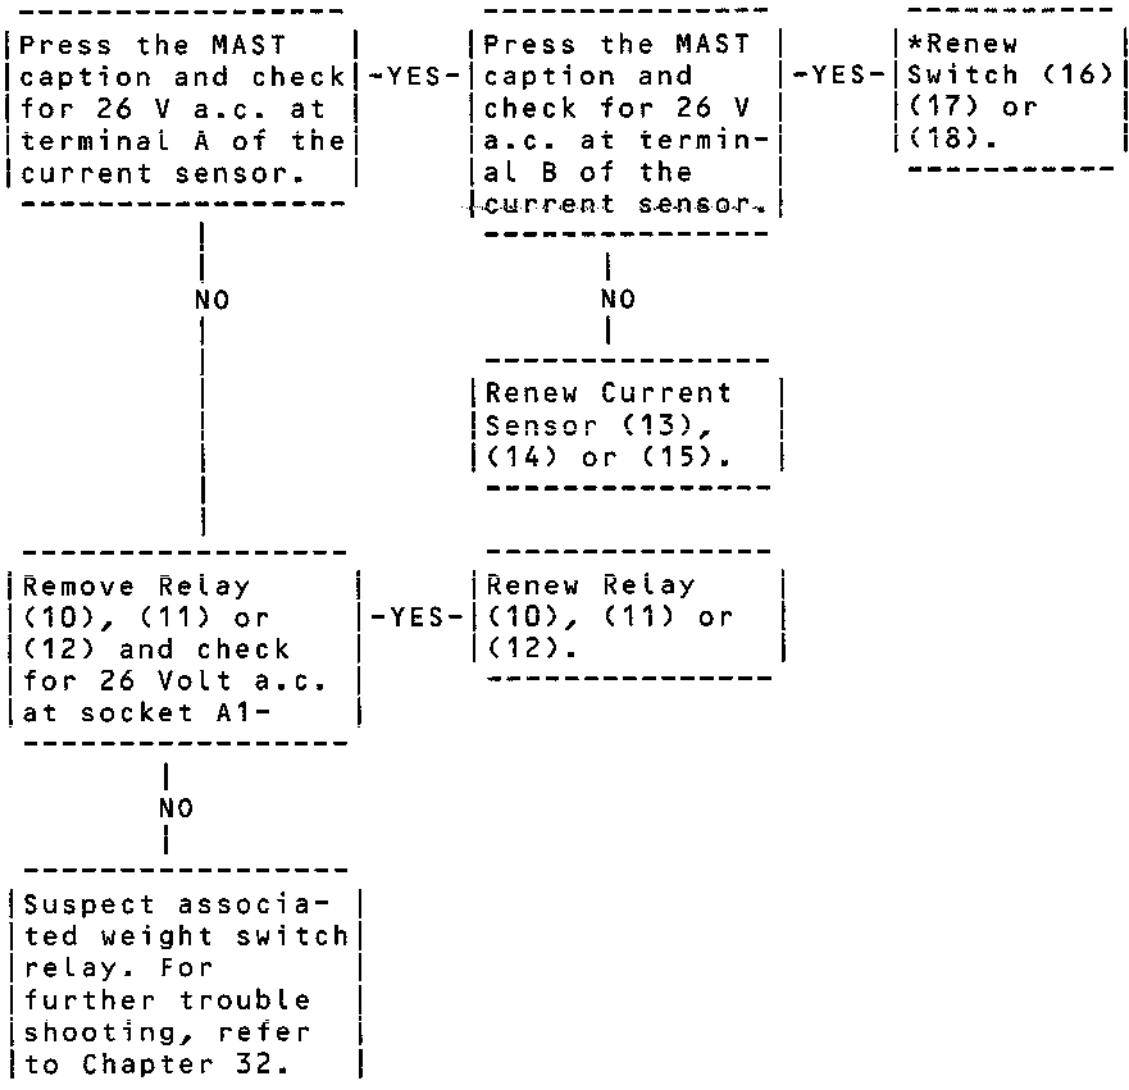 Press the MAST
caption and check
for 26 V a.c. at
terminal A of the
current sensor.
-YES-
Press the MAST
caption and
check for 26 V
a.c. at termin-
al B of the
current sensor.
-YES-
*Renew
Switch (16)
(17) or
(18).
NO
NO
Renew Current
Sensor (13),
(14) or (15).
Remove Relay
(10), (11) or
(12) and check
for 26 Volt a.c.
at socket A1-
-YES-
Renew Relay
(10), (11) or
(12).
NO
Suspect associa-
ted weight switch
relay. For
further trouble
shooting, refer
to Chapter 32.